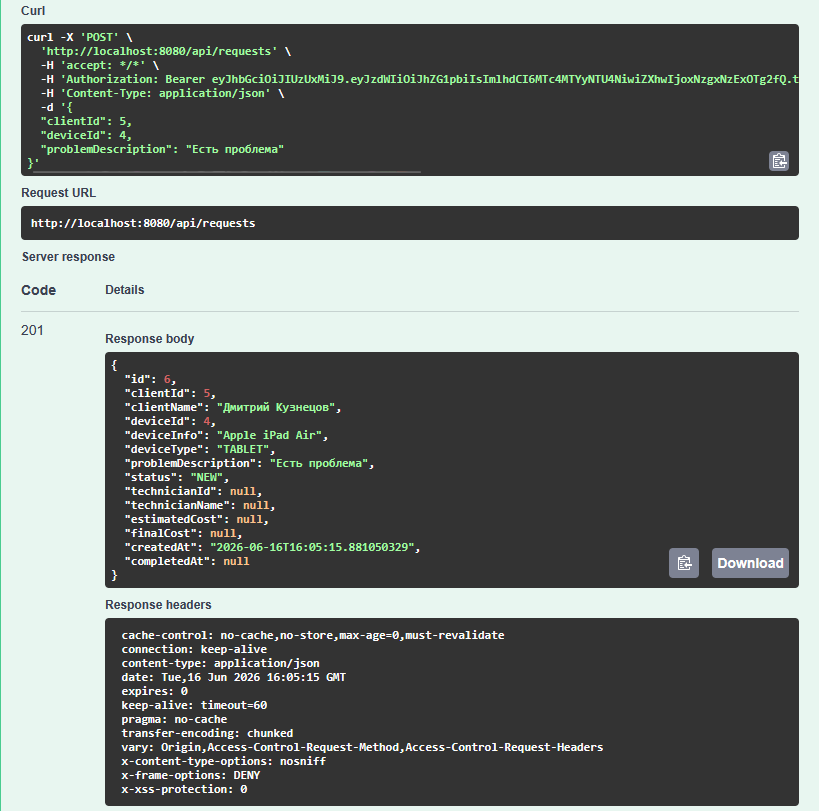 Curl
curl -X 'POST' \
'http://localhost:8080/api/requests' \
-H 'accept: */*' \
-H 'Authorization: Bearer eyJhbGciOiJIUzUxMiJ9.eyJzdWIiOiJhZG1pbiIsImlhdCI6MTc4MTYyNTU4NiwiZXhwIjoxNzgxNzExOTg2fQ.t
-H 'Content-Type: application/json' \
-d '{
"clientId": 5,
"deviceId": 4,
"problemDescription": "Есть проблема"
}'
Request URL
http://localhost:8080/api/requests
Server response
Code Details
201
Response body
{
"id": 6,
"clientId": 5,
"clientName": "Дмитрий Кузнецов",
"deviceId": 4,
"deviceInfo": "Apple iPad Air",
"deviceType": "TABLET",
"problemDescription": "Есть проблема",
"status": "NEW",
"technicianId": null,
"technicianName": null,
"estimatedCost": null,
"finalCost": null,
"createdAt": "2026-06-16T16:05:15.881050329",
"completedAt": null
}
Download
Response headers
cache-control: no-cache,no-store,max-age=0,must-revalidate
connection: keep-alive
content-type: application/json
date: Tue,16 Jun 2026 16:05:15 GMT
expires: 0
keep-alive: timeout=60
pragma: no-cache
transfer-encoding: chunked
vary: Origin,Access-Control-Request-Method,Access-Control-Request-Headers
x-content-type-options: nosniff
x-frame-options: DENY
x-xss-protection: 0